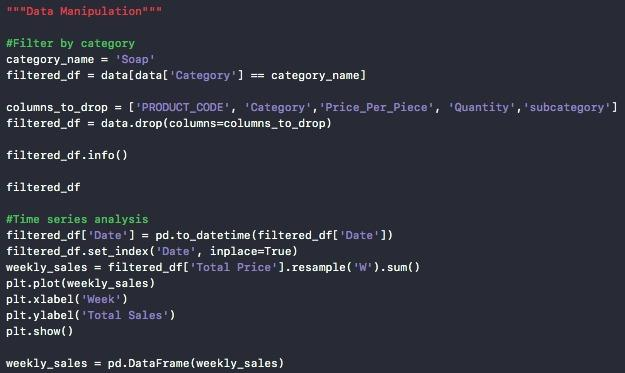 """Data Manipulation"""
#Filter by category
category_name = 'Soap'
filtered_df = data[data['Category'] == category_name]
columns_to_drop = ['PRODUCT_CODE', 'Category','Price_Per_Piece', 'Quantity','subcategory']
filtered_df = data.drop(columns=columns_to_drop)
filtered_df.info()
filtered_df
#Time series analysis
filtered_df['Date'] = pd.to_datetime(filtered_df['Date'])
filtered_df.set_index('Date', inplace=True)
weekly_sales = filtered_df['Total Price'].resample('W').sum()
plt.plot(weekly_sales)
plt.xlabel('Week')
plt.ylabel('Total Sales')
plt.show()
weekly_sales = pd.DataFrame(weekly_sales)